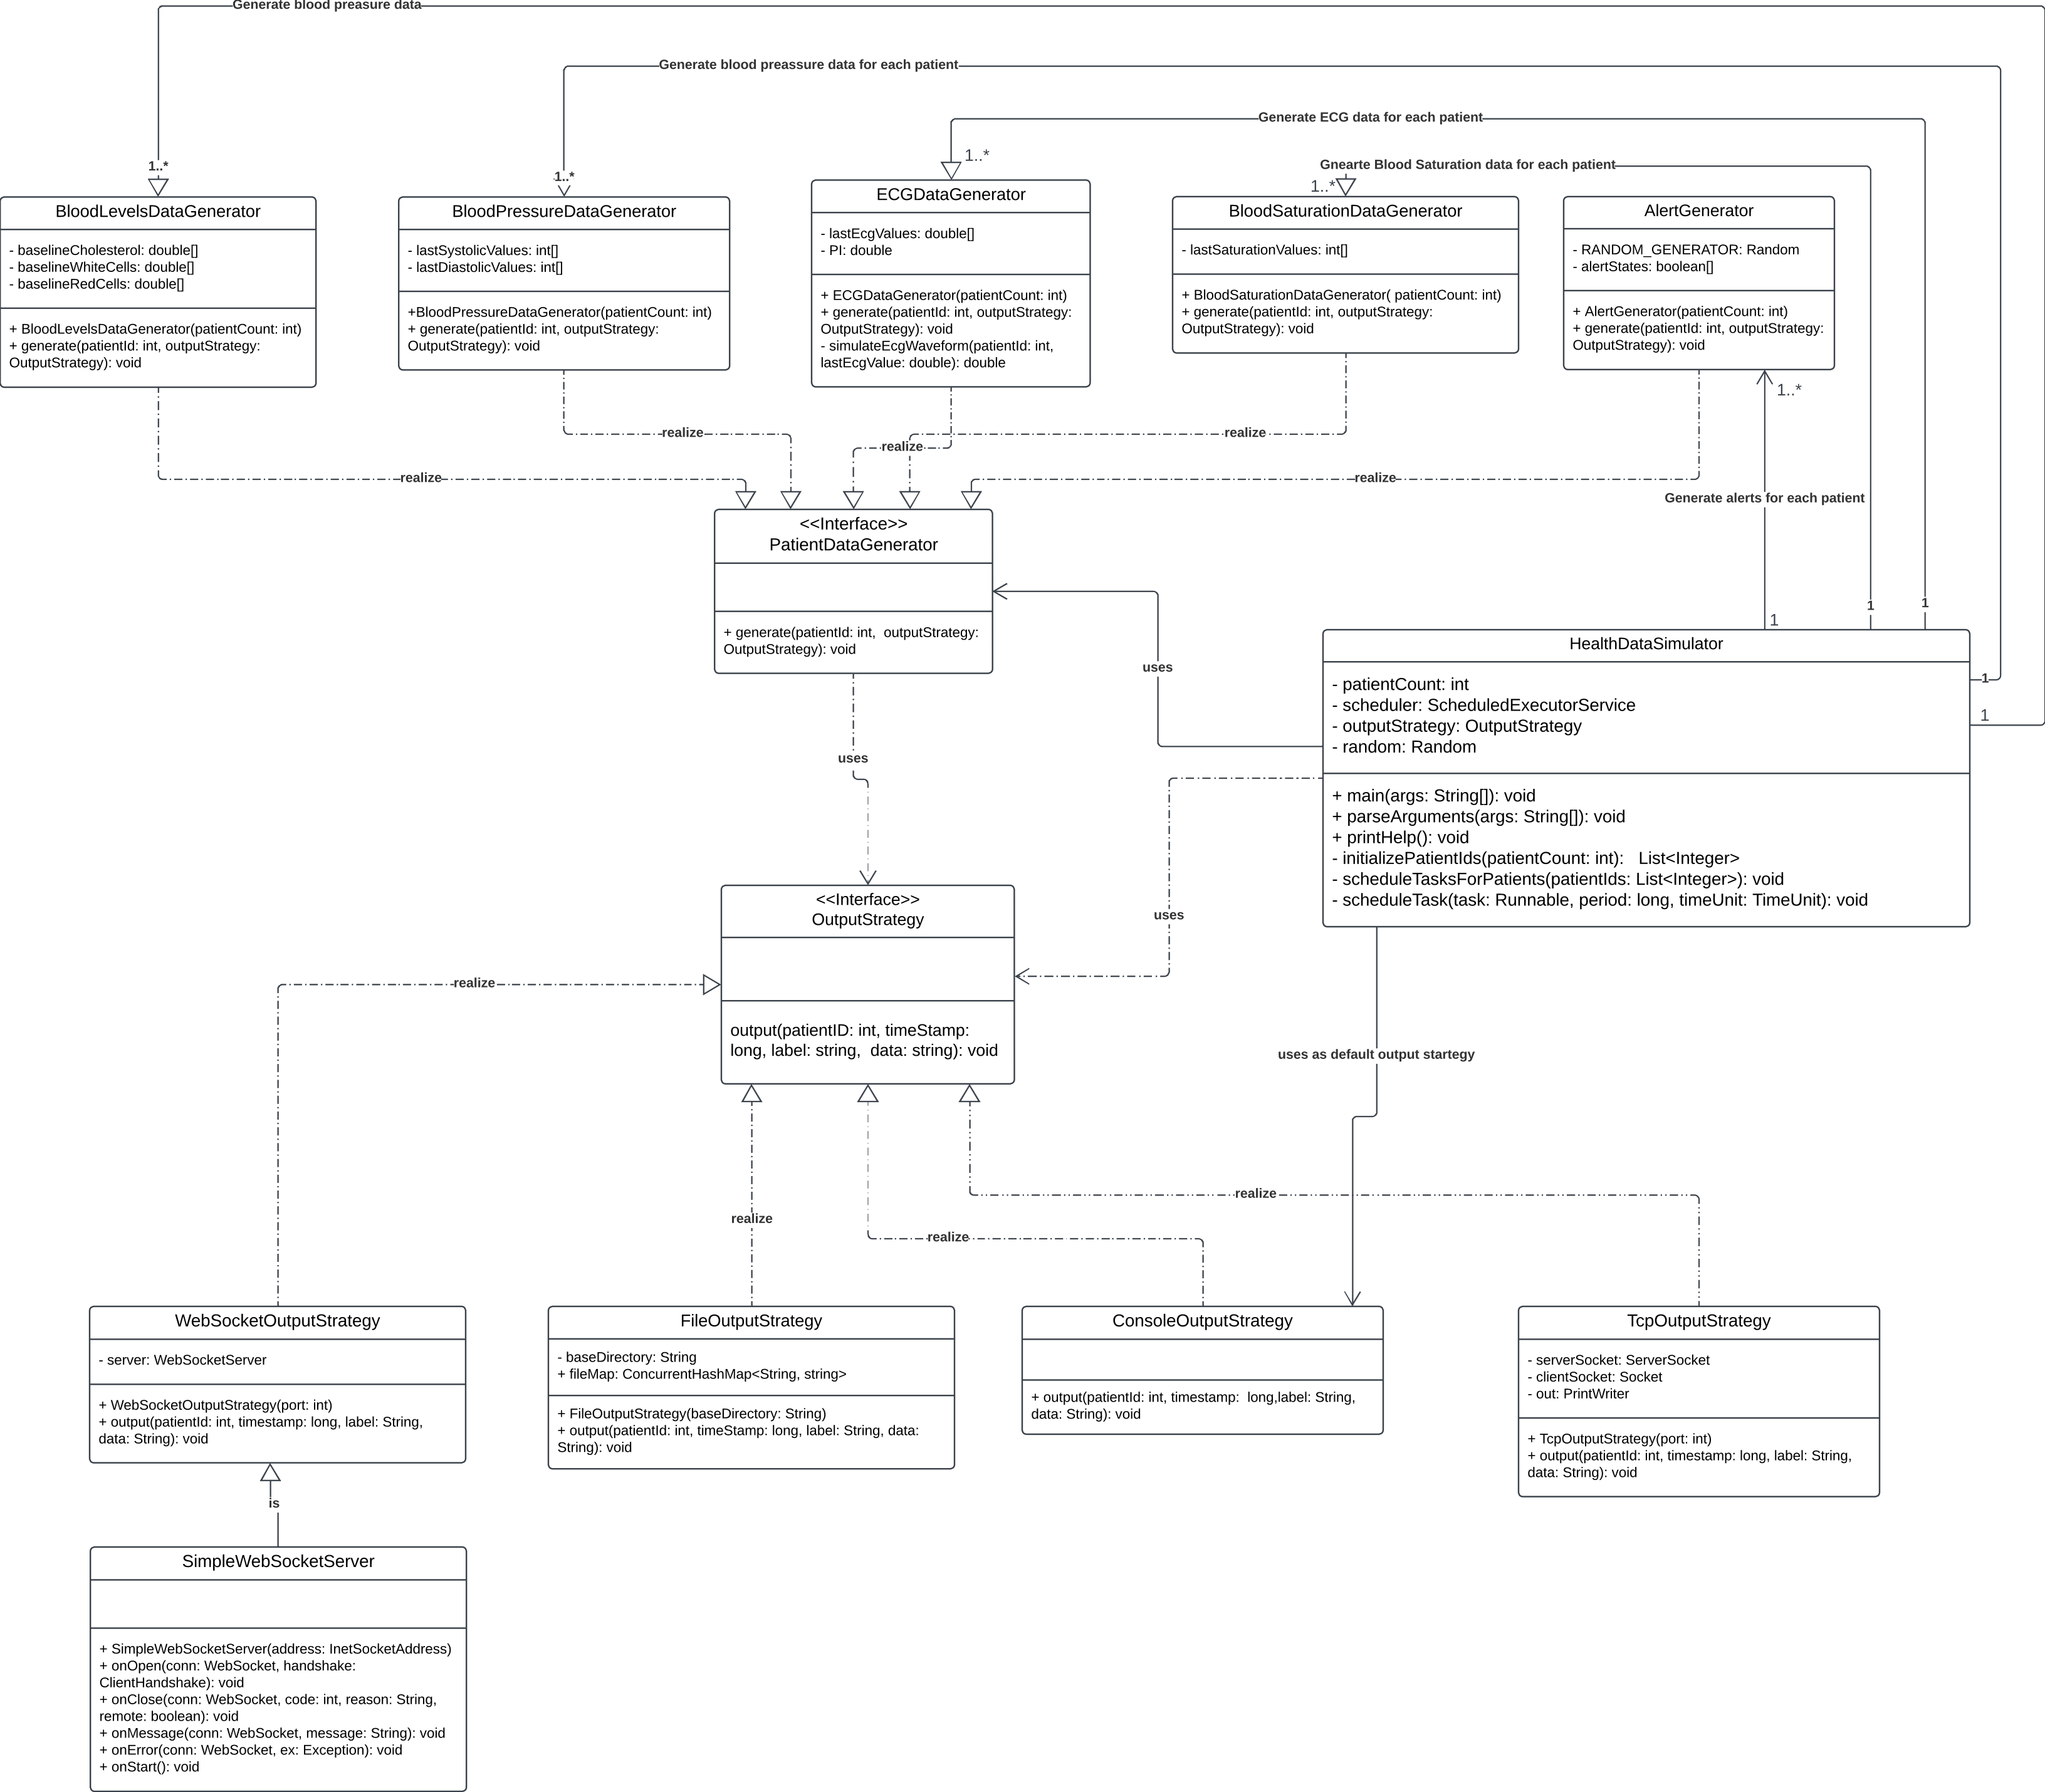 Generate blood preasure data
Generate blood preassure data for each patient
Generate ECG data for each patient
Gnearte Blood Saturation data for each patient
1..*
1..*
1..*
1..*
BloodLevelsDataGenerator
- baselineCholesterol: double[]
- baselineWhiteCells: double[]
- baselineRedCells: double[]
+ BloodLevelsDataGenerator(patientCount: int)
+ generate(patientId: int, outputStrategy:
OutputStrategy): void
BloodPressureDataGenerator
- lastSystolicValues: int[]
- lastDiastolicValues: int[]
+BloodPressureDataGenerator(patientCount: int)
+ generate(patientId: int, outputStrategy:
OutputStrategy): void
ECGDataGenerator
- lastEcgValues: double[]
- PI: double
+ ECGDataGenerator(patientCount: int)
+ generate(patientId: int, outputStrategy:
OutputStrategy): void
- simulateEcgWaveform(patientId: int,
lastEcgValue: double): double
BloodSaturationDataGenerator
- lastSaturationValues: int[]
+ BloodSaturationDataGenerator( patientCount: int)
+ generate(patientId: int, outputStrategy:
OutputStrategy): void
AlertGenerator
- RANDOM_GENERATOR: Random
- alertStates: boolean[]
+ AlertGenerator(patientCount: int)
+ generate(patientId: int, outputStrategy:
OutputStrategy): void
1..*
realize
realize
realize
realize
realize
Generate alerts for each patient
<<Interface>>
PatientDataGenerator
+ generate(patientId: int,  outputStrategy:
OutputStrategy): void
uses
1
1
1
1
1
HealthDataSimulator
- patientCount: int
- scheduler: ScheduledExecutorService
- outputStrategy: OutputStrategy
- random: Random
+ main(args: String[]): void
+ parseArguments(args: String[]): void
+ printHelp(): void
- initializePatientIds(patientCount: int):   List<Integer>
- scheduleTasksForPatients(patientIds: List<Integer>): void
- scheduleTask(task: Runnable, period: long, timeUnit: TimeUnit): void
uses
uses
<<Interface>>
OutputStrategy
output(patientID: int, timeStamp:
long, label: string,  data: string): void
realize
uses as default output startegy
realize
realize
realize
WebSocketOutputStrategy
- server: WebSocketServer
+ WebSocketOutputStrategy(port: int)
+ output(patientId: int, timestamp: long, label: String,
data: String): void
FileOutputStrategy
- baseDirectory: String
+ fileMap: ConcurrentHashMap<String, string>
+ FileOutputStrategy(baseDirectory: String)
+ output(patientId: int, timeStamp: long, label: String, data:
String): void
ConsoleOutputStrategy
+ output(patientId: int, timestamp:  long,label: String,
data: String): void
TcpOutputStrategy
- serverSocket: ServerSocket
- clientSocket: Socket
- out: PrintWriter
+ TcpOutputStrategy(port: int)
+ output(patientId: int, timestamp: long, label: String,
data: String): void
is
SimpleWebSocketServer
+ SimpleWebSocketServer(address: InetSocketAddress)
+ onOpen(conn: WebSocket, handshake:
ClientHandshake): void
+ onClose(conn: WebSocket, code: int, reason: String,
remote: boolean): void
+ onMessage(conn: WebSocket, message: String): void
+ onError(conn: WebSocket, ex: Exception): void
+ onStart(): void